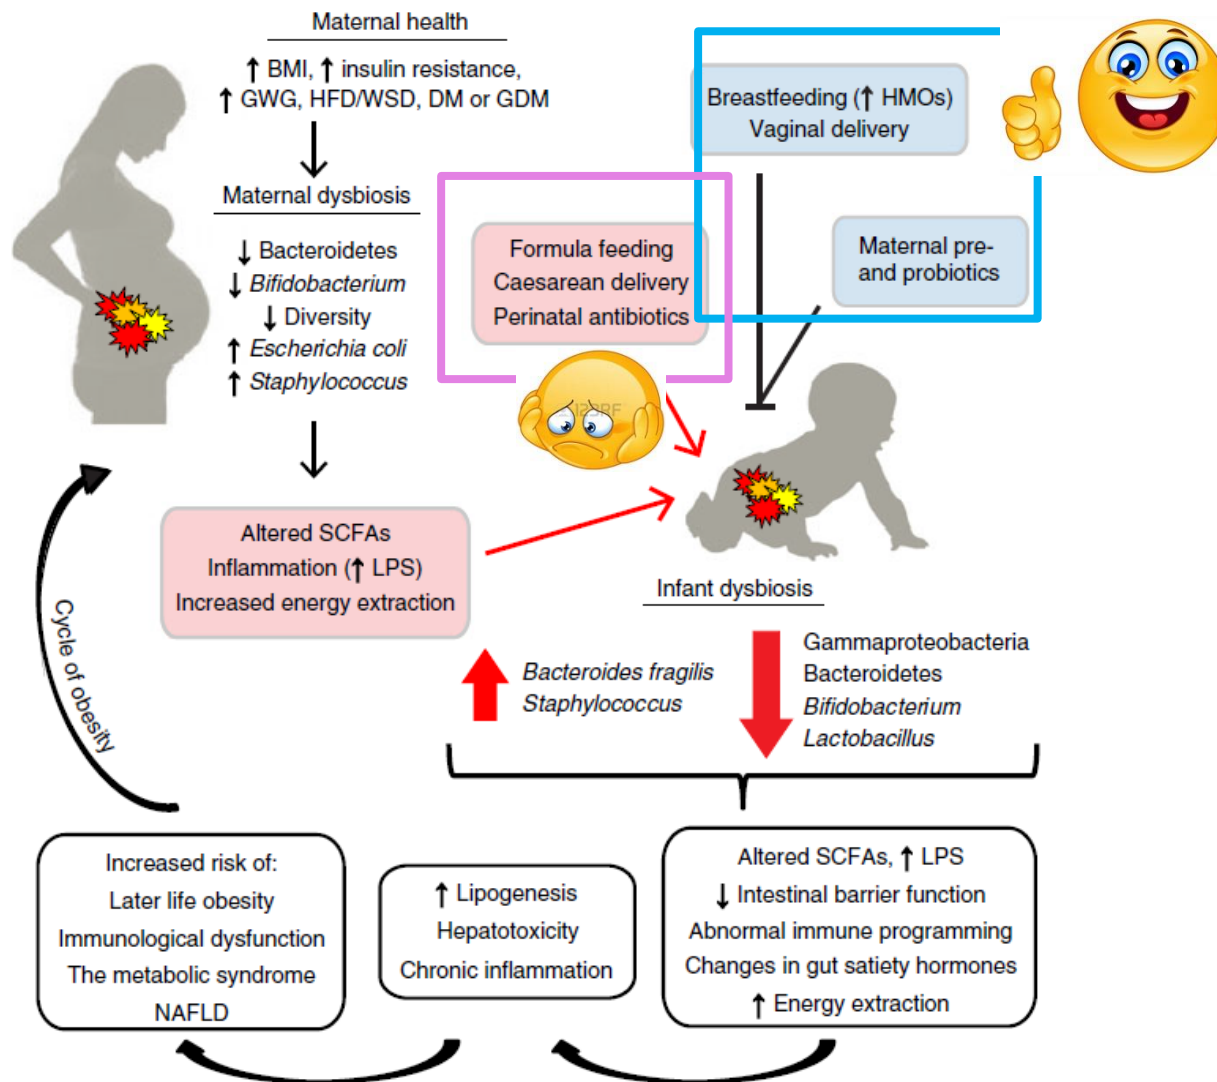 Maternal health
↑ BMI, ↑ insulin resistance,
↑ GWG, HFD/WSD, DM or GDM
Maternal dysbiosis
↓ Bacteroidetes
↓ Bifidobacterium
↓ Diversity
↑ Escherichia coli
↑ Staphylococcus
Breastfeeding (↑ HMOs)
Vaginal delivery
Maternal pre-
and probiotics
Formula feeding
Caesarean delivery
Perinatal antibiotics
123RF
Altered SCFAs
Inflammation (↑ LPS)
Increased energy extraction
Infant dysbiosis
Bacteroides fragilis
Staphylococcus
Gammaproteobacteria
Bacteroidetes
Bifidobacterium
Lactobacillus
Cycle of obesity
Increased risk of:
Later life obesity
Immunological dysfunction
The metabolic syndrome
NAFLD
↑ Lipogenesis
Hepatotoxicity
Chronic inflammation
Altered SCFAs, ↑ LPS
↓ Intestinal barrier function
Abnormal immune programming
Changes in gut satiety hormones
↑ Energy extraction